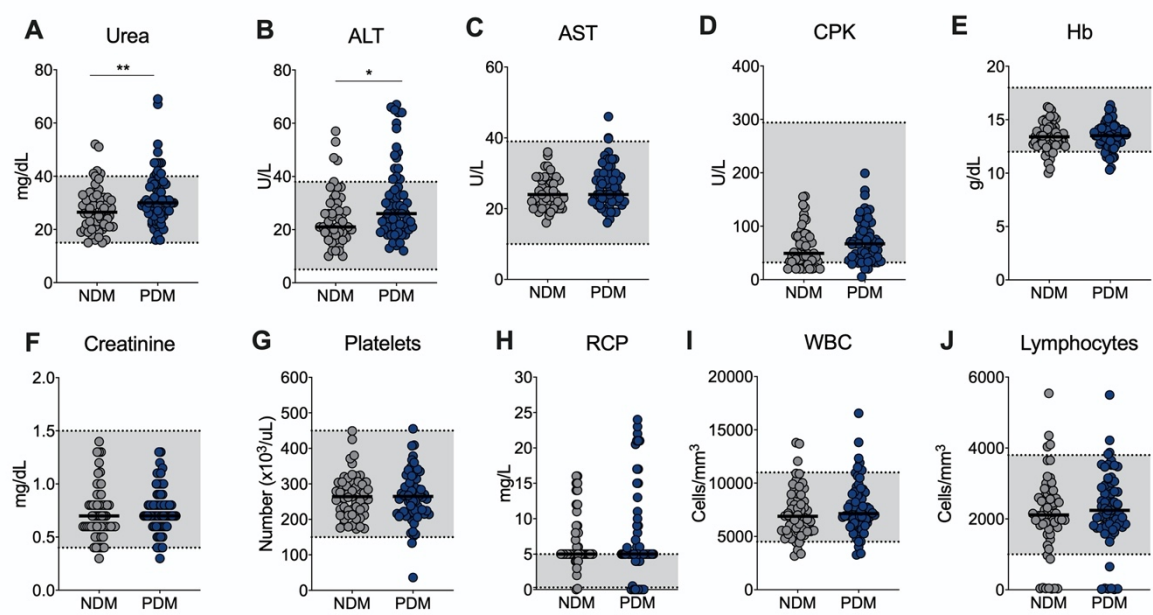 A Urea
**
mg/dL
80
60
40
20
0
NDM PDM
B ALT
*
U/L
80
60
40
20
0
NDM PDM
C AST
U/L
60
40
20
0
NDM PDM
D CPK
U/L
400
300
200
100
0
NDM PDM
E Hb
g/dL
20
15
10
5
0
NDM PDM
F Creatinine
mg/dL
2.0
1.5
1.0
0.5
0.0
NDM PDM
G Platelets
Number (x10³/uL)
600
500
400
300
200
100
0
NDM PDM
H RCP
mg/L
30
25
20
15
10
5
0
NDM PDM
I WBC
Cells/mm³
20000
15000
10000
5000
0
NDM PDM
J Lymphocytes
Cells/mm³
6000
4000
2000
0
NDM PDM